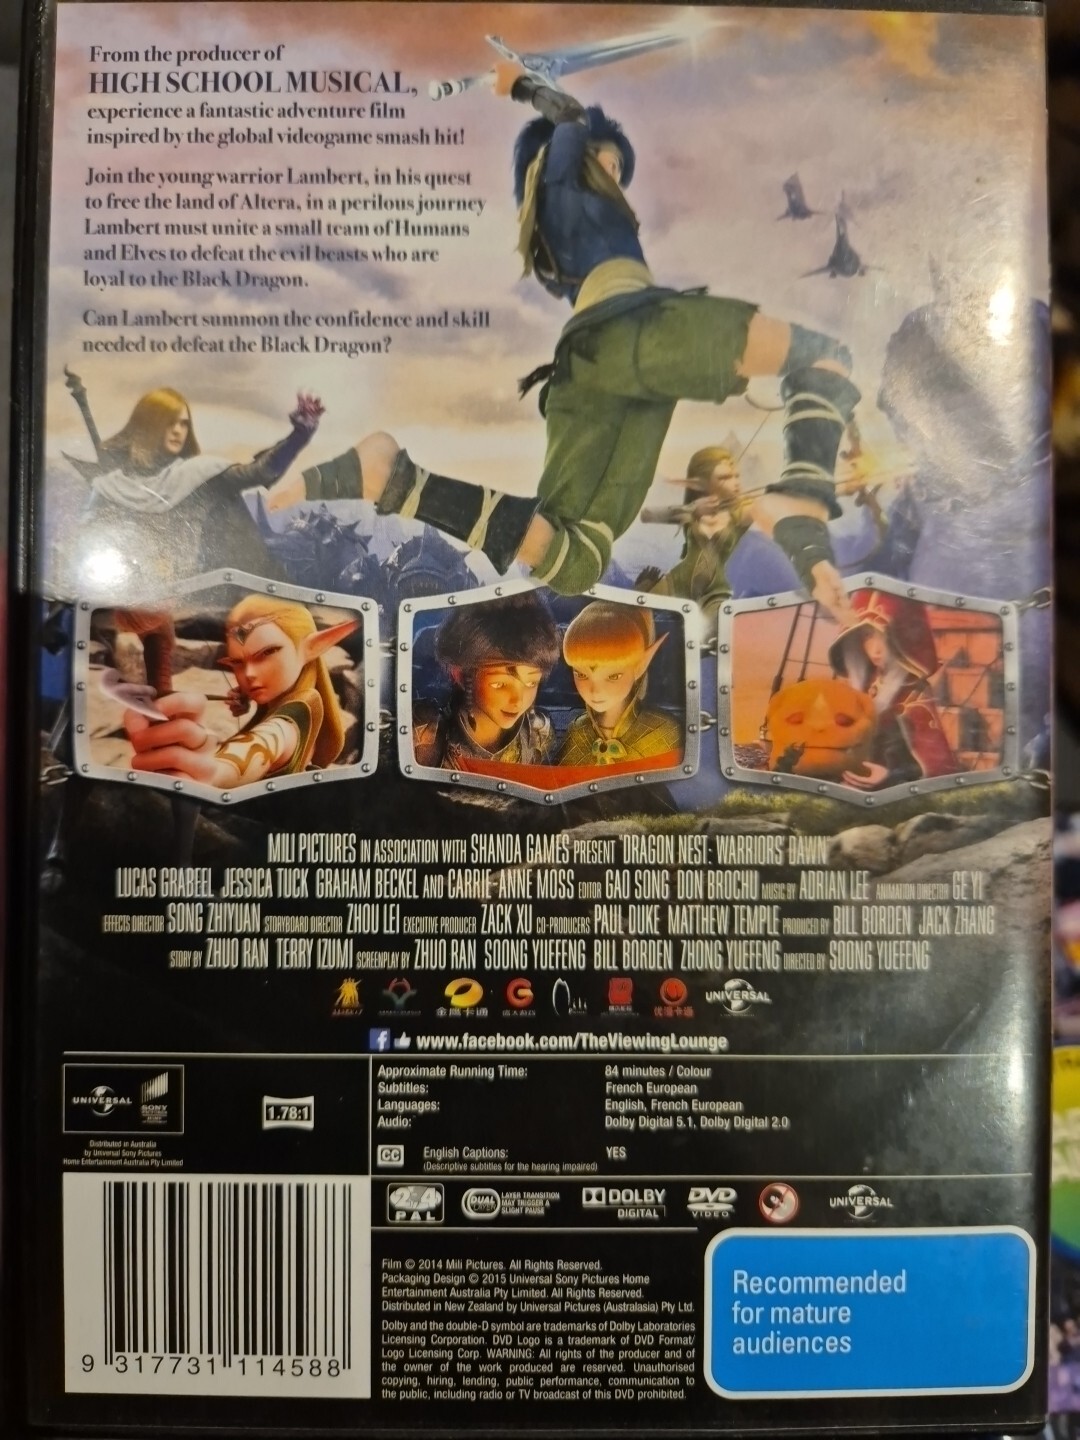 From the producer of
HIGH SCHOOL MUSICAL,
experience a fantastic adventure film
inspired by the global videogame smash hit!
Join the young warrior Lambert, in his quest
to free the land of Altera, in a perilous journey
Lambert must unite a small team of Humans
and Elves to defeat the evil beasts who are
loyal to the Black Dragon.
Can Lambert summon the confidence and skill
needed to defeat the Black Dragon?
MILI PICTURES IN ASSOCIATION WITH SHANDA GAMES PRESENT "DRAGON NEST: WARRIORS' DAWN"
LUCAS GRABEEL JESSICA TUCK GRAHAM BECKEL AND CARRIE-ANNE MOSS EDITOR GAO SONG DON BROCHU MUSIC BY ADRIAN LEE ANIMATION DIRECTOR GE YI
EFFECTS DIRECTOR SONG ZHIYUAN STORYBOARD DIRECTOR ZHOU LEI EXECUTIVE PRODUCER ZACK XU CO-PRODUCERS PAUL DUKE MATTHEW TEMPLE PRODUCED BY BILL BORDEN JACK ZHANG
STORY BY ZHUO RAN TERRY IZUMI SCREENPLAY BY ZHUO RAN SOONG YUEFENG BILL BORDEN ZHONG YUEFENG DIRECTED BY SOONG YUEFENG
金鹰卡通 UNIVERSAL
f www.facebook.com/TheViewingLounge
UNIVERSAL SONY
Distributed in Australia
by Universal Sony Pictures
Home Entertainment Australia Pty Limited
1.78:1
Approximate Running Time: 84 minutes / Colour
Subtitles: French European
Languages: English, French European
Audio: Dolby Digital 5.1, Dolby Digital 2.0
CC English Captions: YES
(Descriptive subtitles for the hearing impaired)
2 4 PAL
DUAL LAYER TRANSITION MAY TRIGGER A SLIGHT PAUSE
DOLBY DIGITAL
DVD VIDEO
UNIVERSAL
Film © 2014 Mili Pictures. All Rights Reserved.
Packaging Design © 2015 Universal Sony Pictures Home
Entertainment Australia Pty Limited. All Rights Reserved.
Distributed in New Zealand by Universal Pictures (Australasia) Pty Ltd.
Dolby and the double-D symbol are trademarks of Dolby Laboratories
Licensing Corporation. DVD Logo is a trademark of DVD Format/
Logo Licensing Corp. WARNING: All rights of the producer and of
the owner of the work produced are reserved. Unauthorised
copying, hiring, lending, public performance, communication to
the public, including radio or TV broadcast of this DVD prohibited.
Recommended
for mature
audiences
9 317731 114588